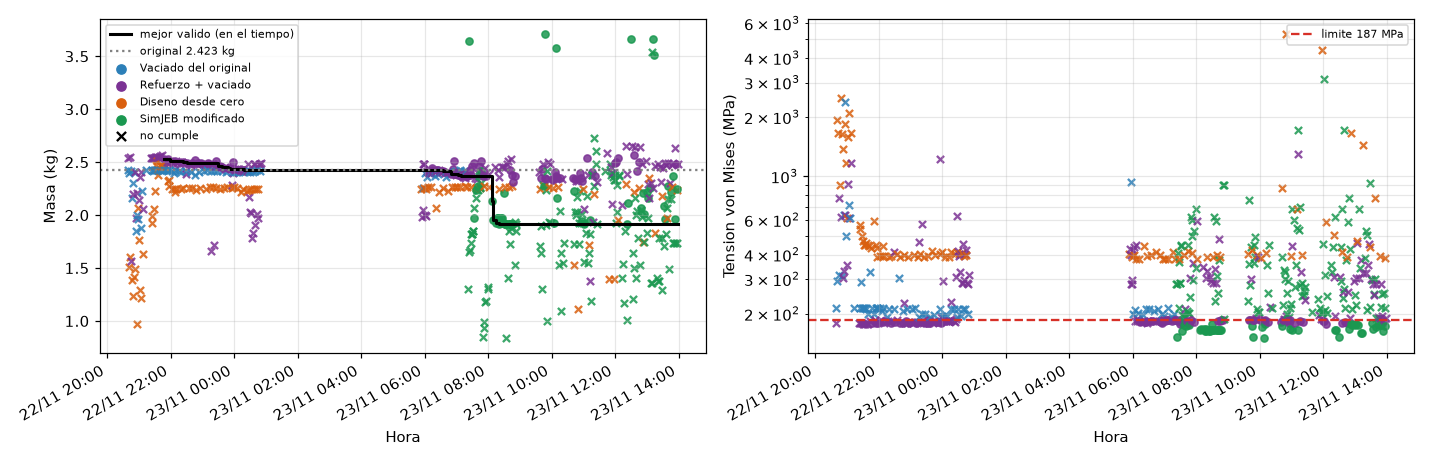 3.5
3.0
2.5
2.0
1.5
1.0
Masa (kg)
mejor valido (en el tiempo)
original 2.423 kg
Vaciado del original
Refuerzo + vaciado
Diseno desde cero
SimJEB modificado
no cumple
22/11 20:00
22/11 22:00
23/11 00:00
23/11 02:00
23/11 04:00
23/11 06:00
23/11 08:00
23/11 10:00
23/11 12:00
23/11 14:00
Hora
6 × 10³
4 × 10³
3 × 10³
2 × 10³
10³
6 × 10²
4 × 10²
3 × 10²
2 × 10²
Tension von Mises (MPa)
limite 187 MPa
22/11 20:00
22/11 22:00
23/11 00:00
23/11 02:00
23/11 04:00
23/11 06:00
23/11 08:00
23/11 10:00
23/11 12:00
23/11 14:00
Hora